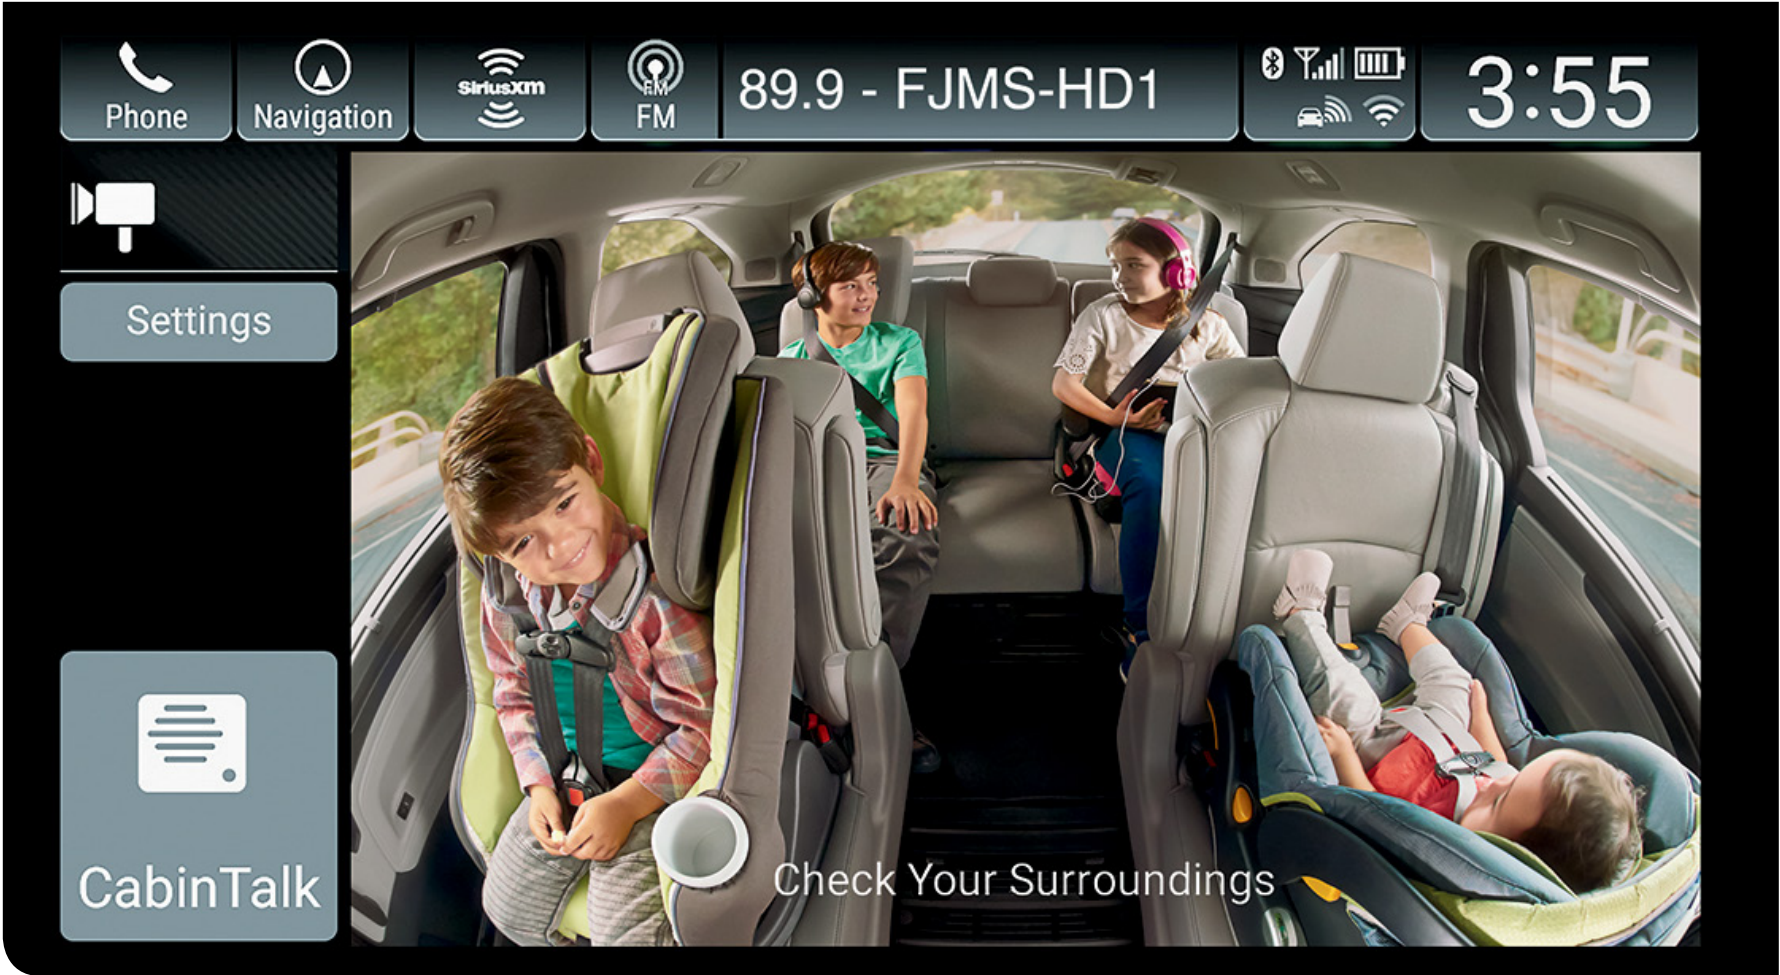 Phone
Navigation
SiriusXM
FM
FM
89.9 - FJMS-HD1
3:55
Settings
CabinTalk
Check Your Surroundings